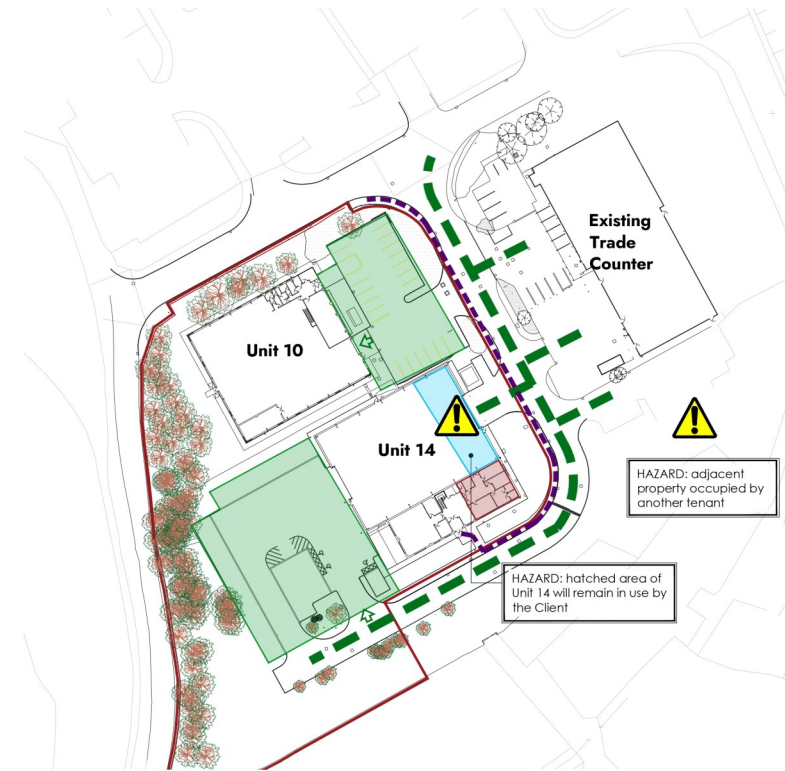 Existing
Trade
Counter
Unit 10
Unit 14
HAZARD: adjacent
property occupied by
another tenant
HAZARD: hatched area of
Unit 14 will remain in use by
the Client